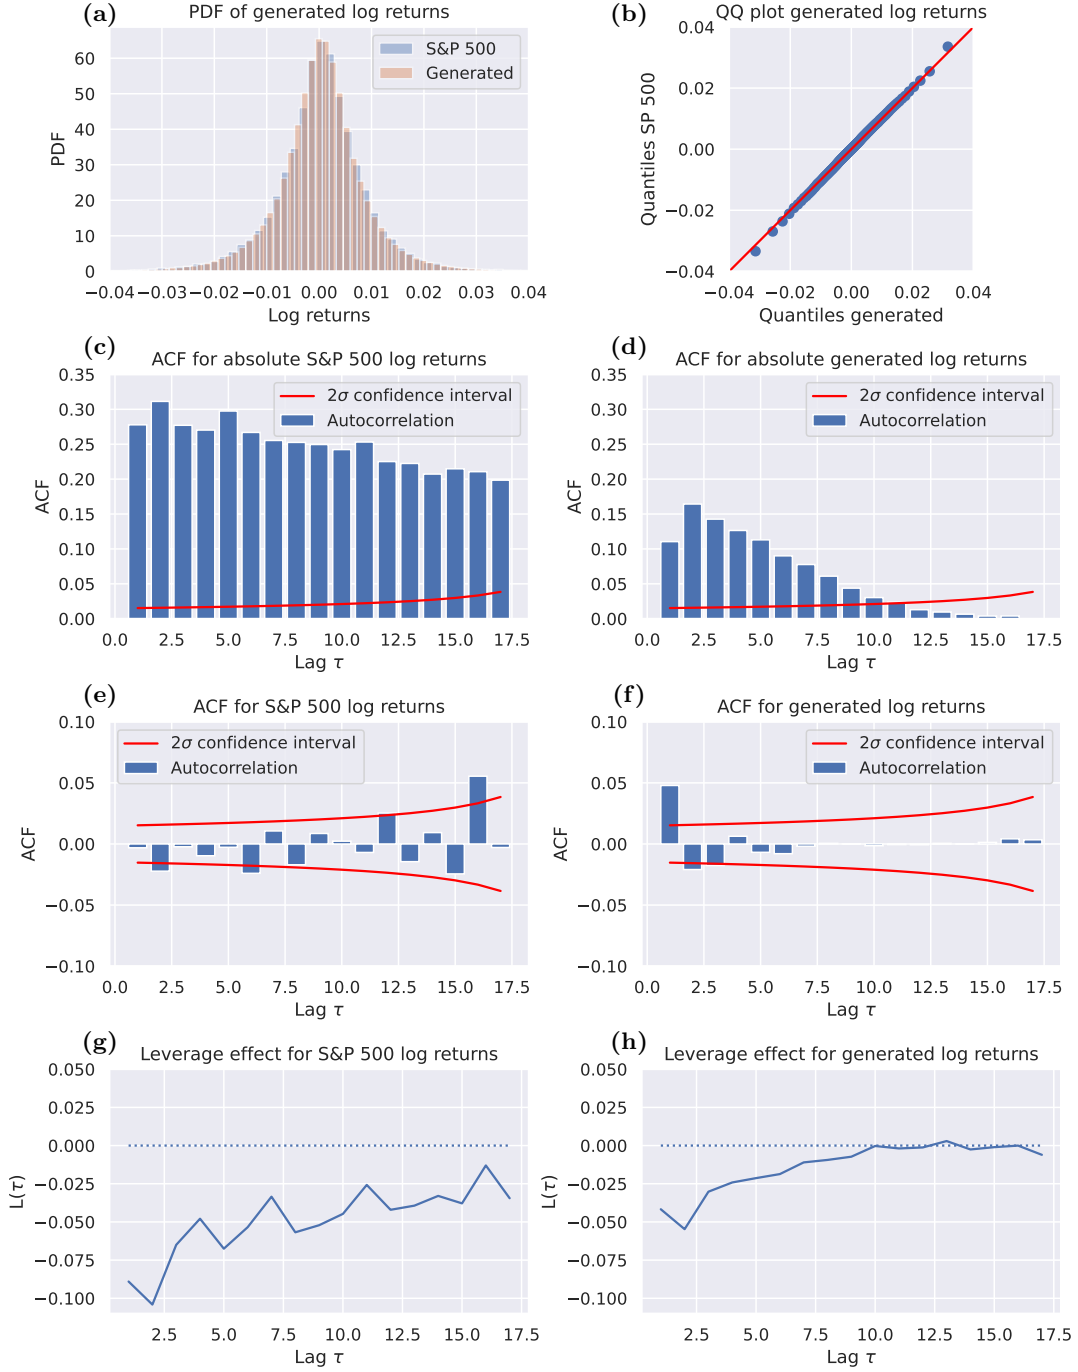 (a)
PDF of generated log returns
PDF
60
50
40
30
20
10
0
S&P 500
Generated
−0.04 −0.03 −0.02 −0.01 0.00 0.01 0.02 0.03 0.04
Log returns
(b)
QQ plot generated log returns
Quantiles SP 500
0.04
0.02
0.00
−0.02
−0.04
−0.04 −0.02 0.00 0.02 0.04
Quantiles generated
(c)
ACF for absolute S&P 500 log returns
ACF
0.35
0.30
0.25
0.20
0.15
0.10
0.05
0.00
2σ confidence interval
Autocorrelation
0.0 2.5 5.0 7.5 10.0 12.5 15.0 17.5
Lag τ
(d)
ACF for absolute generated log returns
ACF
0.35
0.30
0.25
0.20
0.15
0.10
0.05
0.00
2σ confidence interval
Autocorrelation
0.0 2.5 5.0 7.5 10.0 12.5 15.0 17.5
Lag τ
(e)
ACF for S&P 500 log returns
ACF
0.10
0.05
0.00
−0.05
−0.10
2σ confidence interval
Autocorrelation
0.0 2.5 5.0 7.5 10.0 12.5 15.0 17.5
Lag τ
(f)
ACF for generated log returns
ACF
0.10
0.05
0.00
−0.05
−0.10
2σ confidence interval
Autocorrelation
0.0 2.5 5.0 7.5 10.0 12.5 15.0 17.5
Lag τ
(g)
Leverage effect for S&P 500 log returns
L(τ)
0.050
0.025
0.000
−0.025
−0.050
−0.075
−0.100
2.5 5.0 7.5 10.0 12.5 15.0 17.5
Lag τ
(h)
Leverage effect for generated log returns
L(τ)
0.050
0.025
0.000
−0.025
−0.050
−0.075
−0.100
2.5 5.0 7.5 10.0 12.5 15.0 17.5
Lag τ